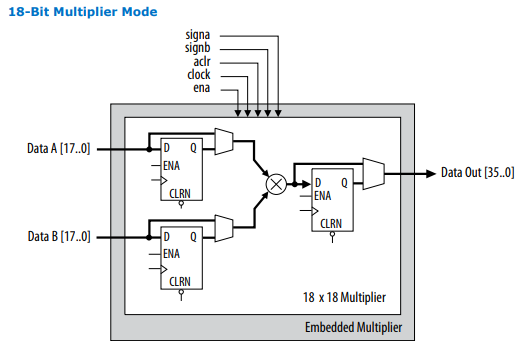 18-Bit Multiplier Mode
signa
signb
aclr
clock
ena
Data A [17..0]
D Q
ENA
CLRN
Data Out [35..0]
D Q
ENA
CLRN
Data B [17..0]
D Q
ENA
CLRN
18 x 18 Multiplier
Embedded Multiplier